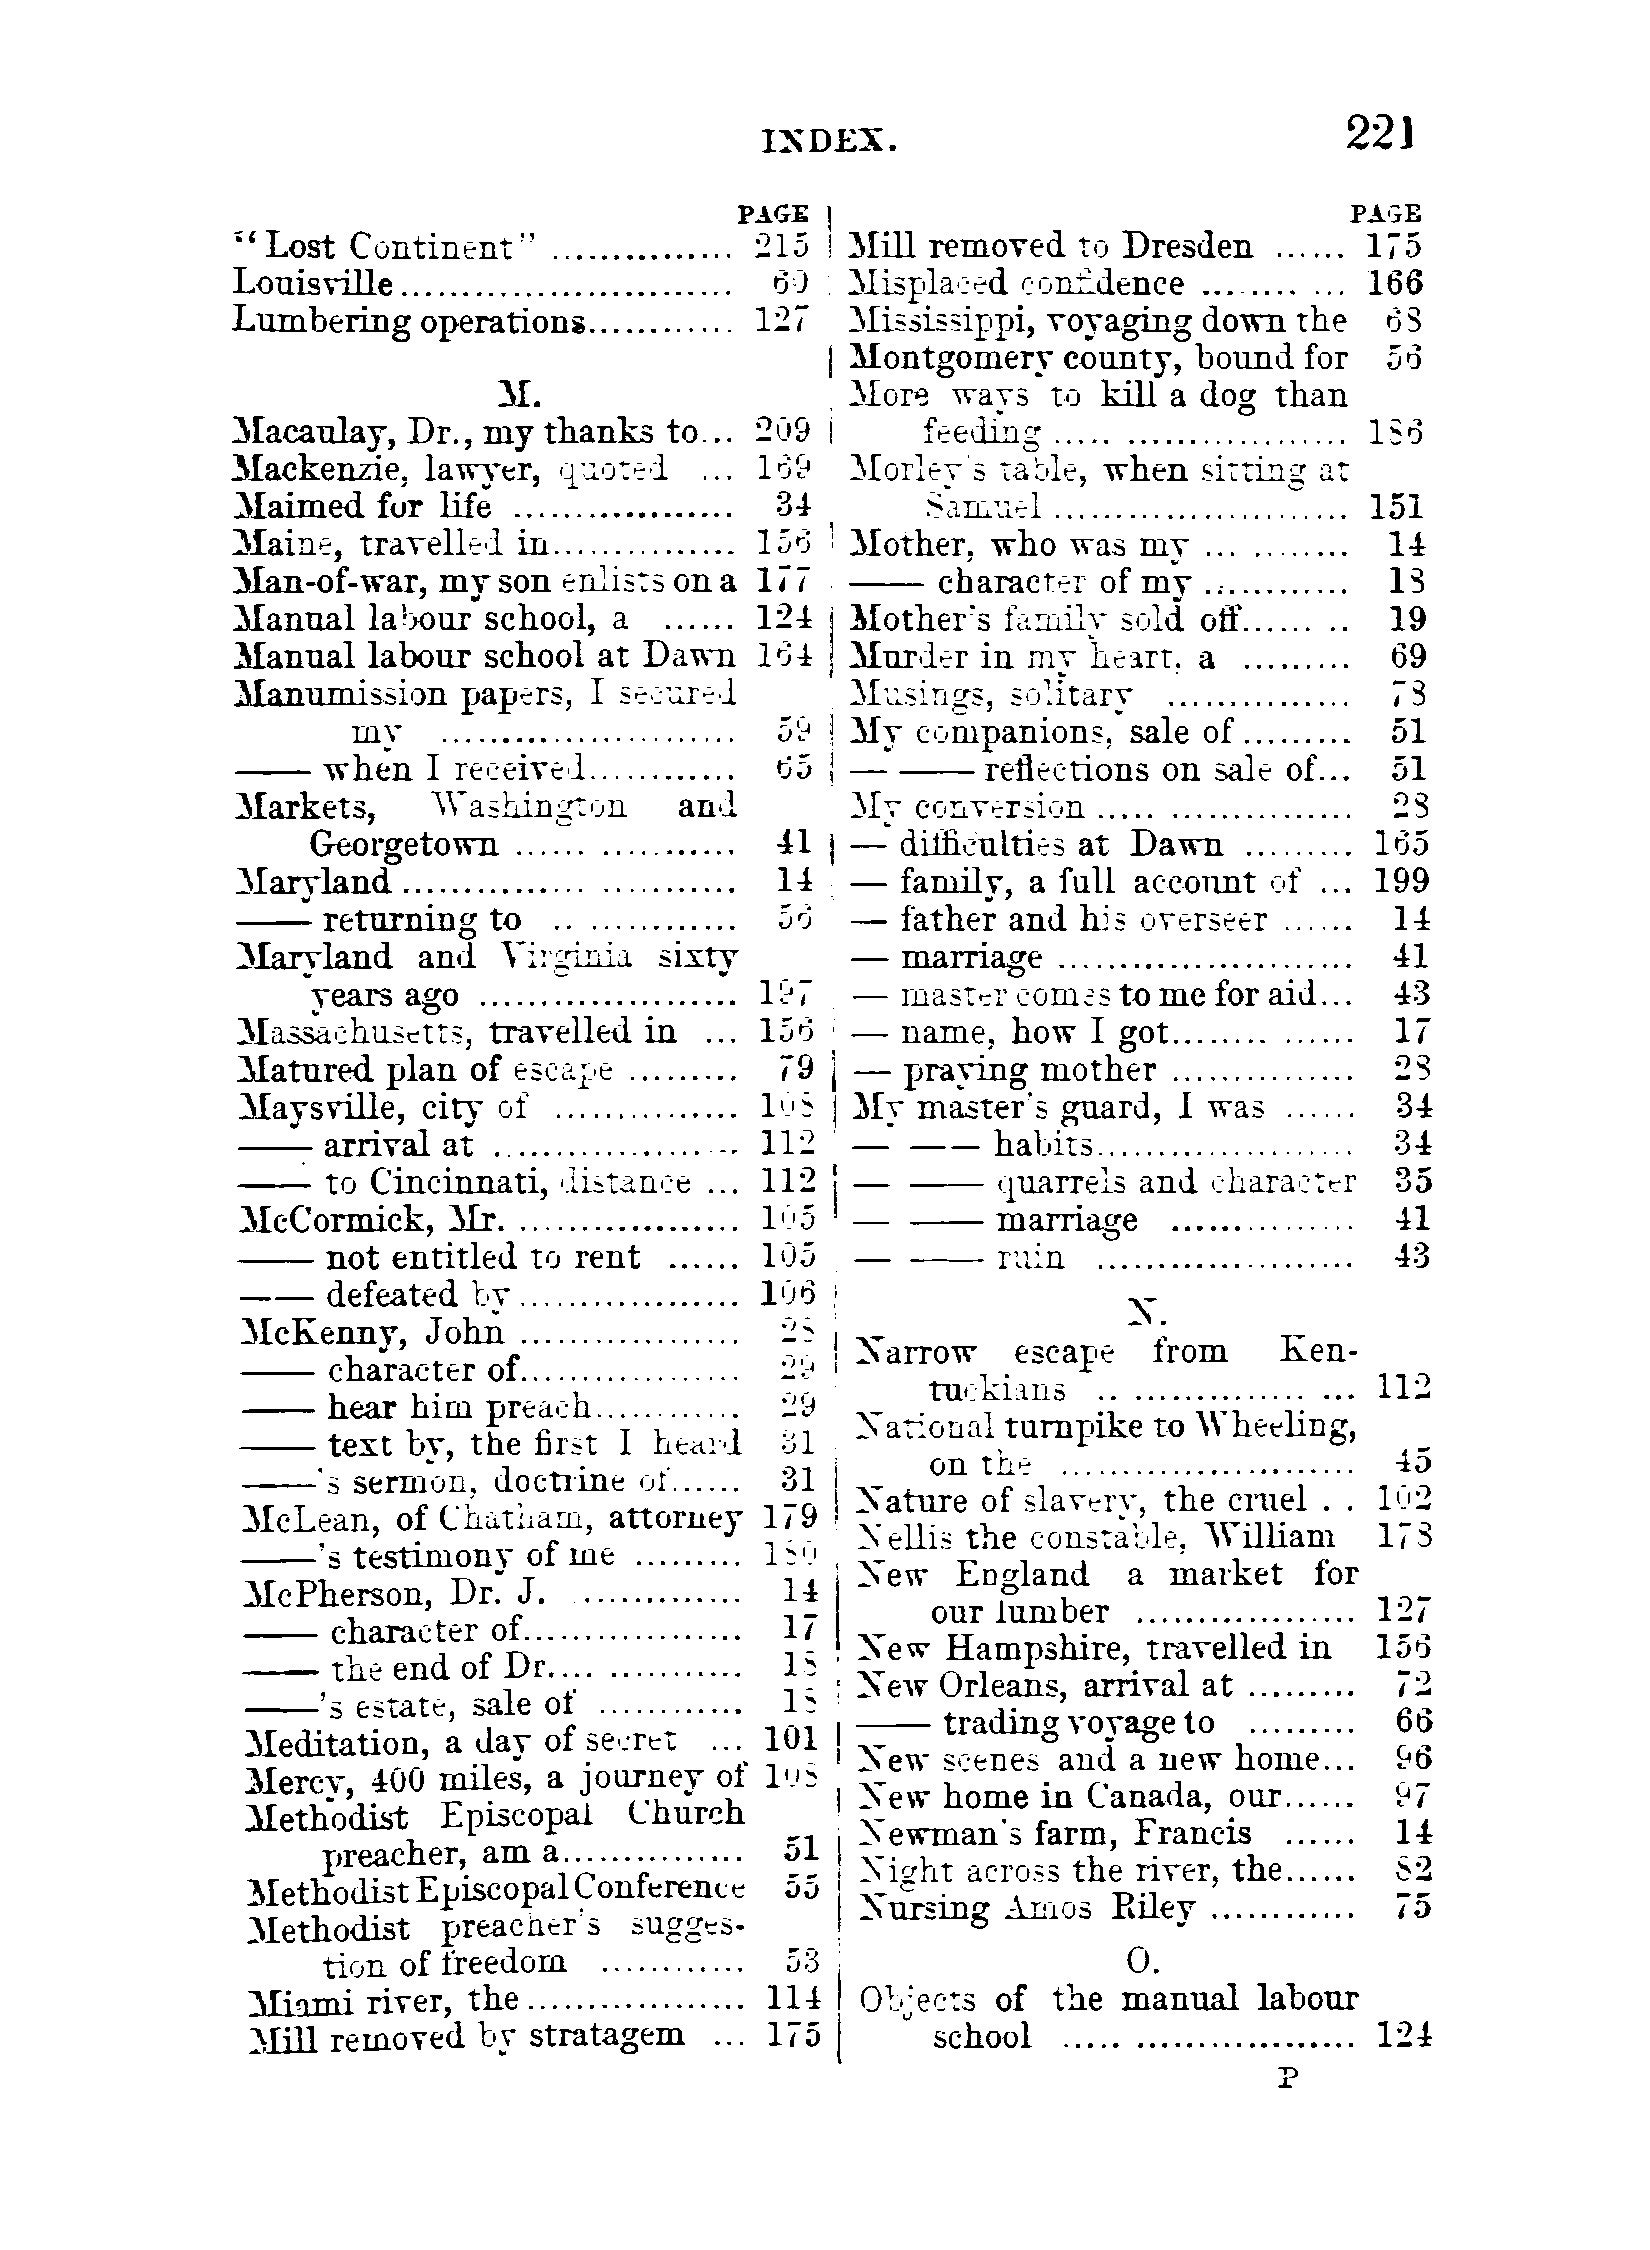 INDEX. 221
PAGE
"Lost Continent" ............... 215
Louisville........................... 60
Lumbering operations............ 127
M.
Macaulay, Dr., my thanks to... 209
Mackenzie, lawyer, quoted ... 169
Maimed for life .................. 34
Maine, travelled in............... 156
Man-of-war, my son enlists on a 177
Manual labour school, a ...... 124
Manual labour school at Dawn 164
Manumission papers, I secured
my ........................ 59
—— when I received............ 65
Markets, Washington and
Georgetown .................. 41
Maryland ........................... 14
—— returning to ............... 56
Maryland and Virginia sixty
years ago ..................... 197
Massachusetts, travelled in ... 156
Matured plan of escape ......... 79
Maysville, city of ............... 108
—— arrival at .................... 112
—— to Cincinnati, distance ... 112
McCormick, Mr. .................. 105
—— not entitled to rent ...... 105
—— defeated by.................. 106
McKenny, John .................. 28
—— character of.................. 29
—— hear him preach............ 29
—— text by, the first I heard 31
——'s sermon, doctrine of...... 31
McLean, of Chatham, attorney 179
——'s testimony of me ......... 180
McPherson, Dr. J. ............. 14
—— character of.................. 17
—— the end of Dr............... 18
——'s estate, sale of ............ 18
Meditation, a day of secret ... 101
Mercy, 400 miles, a journey of 108
Methodist Episcopal Church
preacher, am a............... 51
Methodist Episcopal Conference 55
Methodist preacher's sugges-
tion of freedom ............ 53
Miami river, the.................. 114
Mill removed by stratagem ... 175
PAGE
Mill removed to Dresden ...... 175
Misplaced confidence ............ 166
Mississippi, voyaging down the 68
Montgomery county, bound for 56
More ways to kill a dog than
feeding ....................... 186
Morley's table, when sitting at
Samuel ........................ 151
Mother, who was my ............ 14
—— character of my ............ 18
Mother's family sold off........ 19
Murder in my heart, a ......... 69
Musings, solitary ............... 78
My companions, sale of ......... 51
— —— reflections on sale of... 51
My conversion ..................... 28
— difficulties at Dawn ......... 165
— family, a full account of ... 199
— father and his overseer ...... 14
— marriage ........................ 41
— master comes to me for aid... 43
— name, how I got.............. 17
— praying mother ............... 28
My master's guard, I was ...... 34
— —— habits..................... 34
— —— quarrels and character 35
— —— marriage ............... 41
— —— ruin ..................... 43
N.
Narrow escape from Ken-
tuckians ..................... 112
National turnpike to Wheeling,
on the ........................ 45
Nature of slavery, the cruel . . 102
Nellis the constable, William 178
New England a market for
our lumber .................. 127
New Hampshire, travelled in 156
New Orleans, arrival at ......... 72
—— trading voyage to ......... 66
New scenes and a new home... 96
New home in Canada, our...... 97
Newman's farm, Francis ...... 14
Night across the river, the...... 82
Nursing Amos Riley ............ 75
O.
Objects of the manual labour
school ....................... 124
P